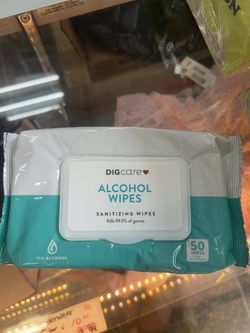 DIGcare
ALCOHOL
WIPES
SANITIZING WIPES
Kills 99.9% of germs.
75% ALCOHOL
50
WIPES